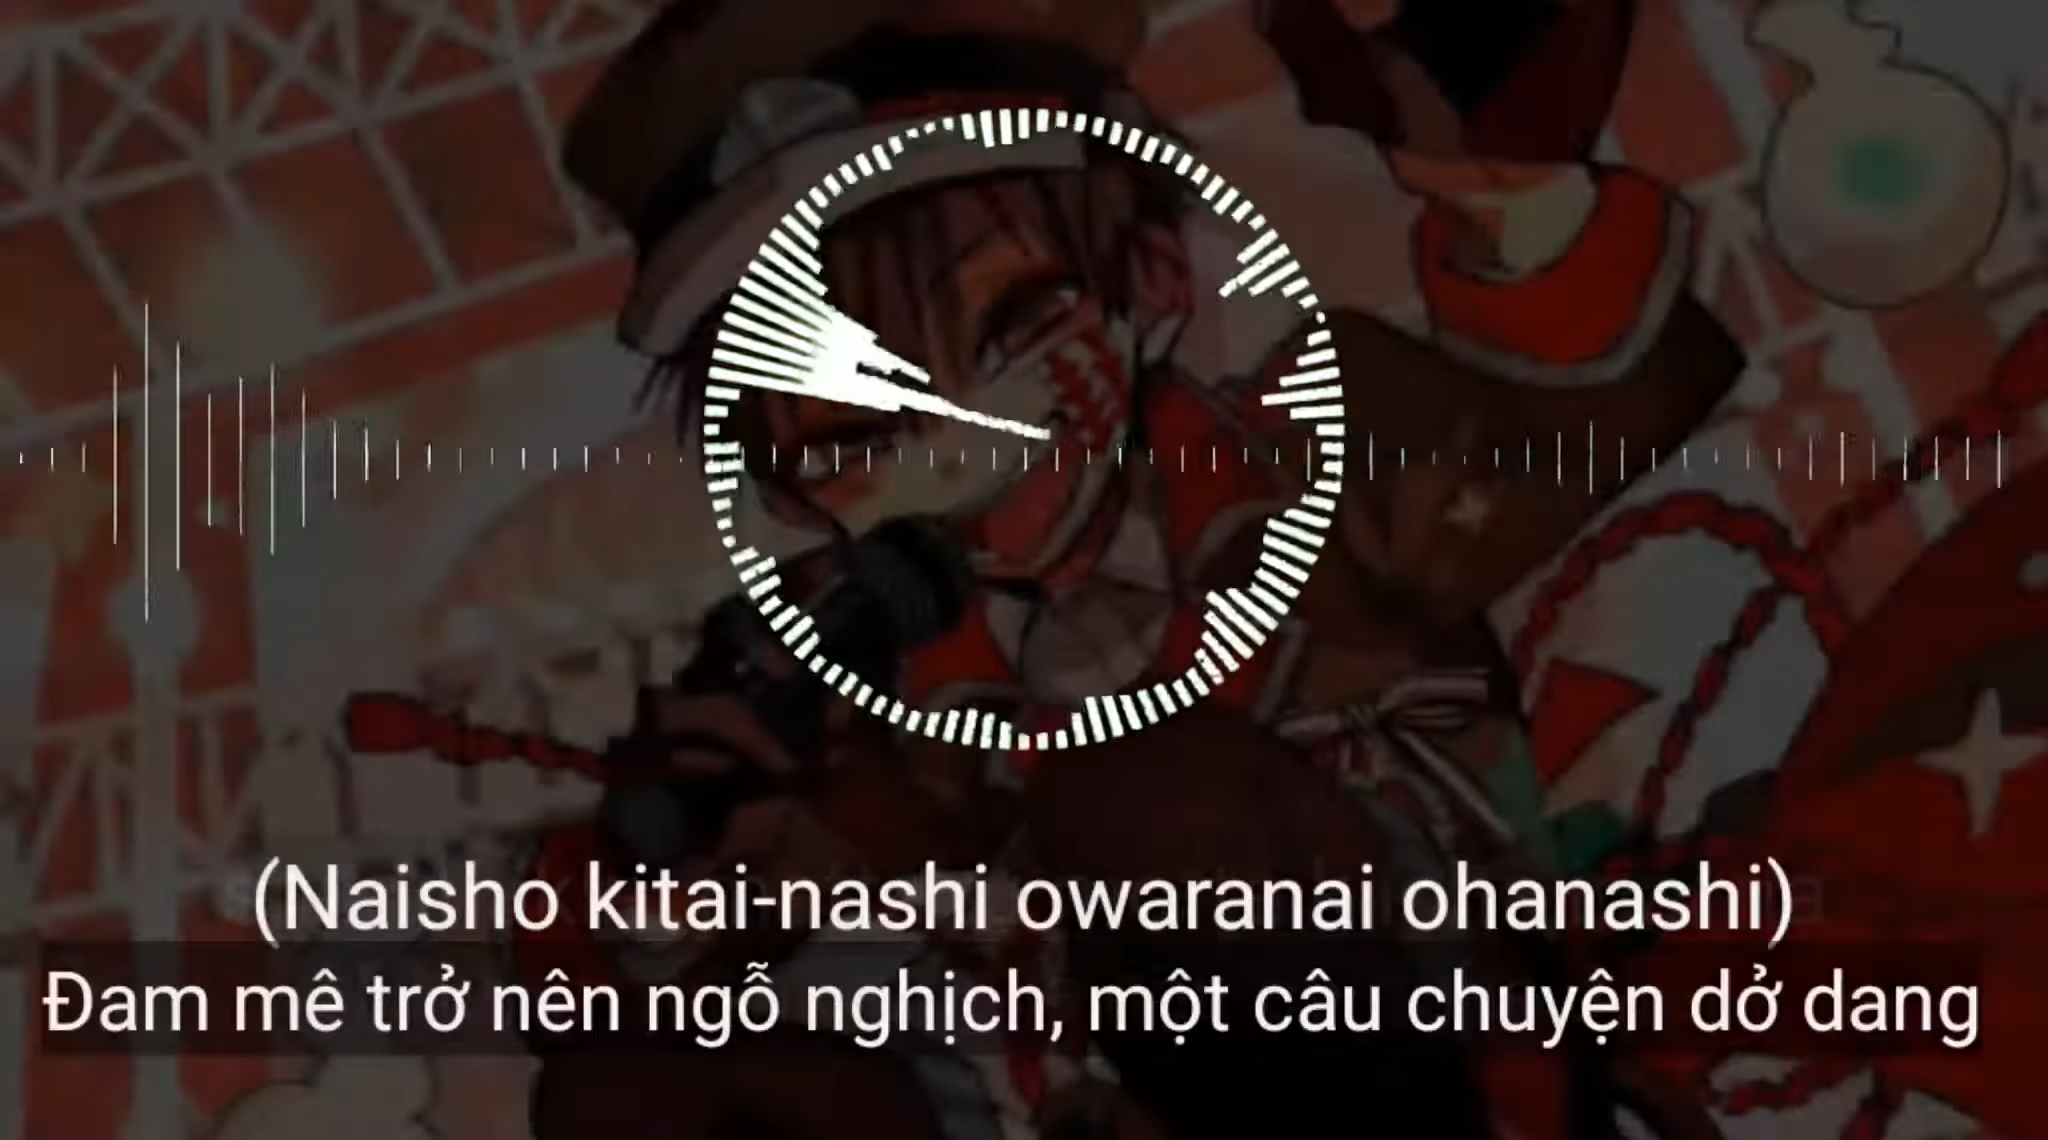 (Naisho kitai-nashi owaranai ohanashi)
Đam mê trở nên ngỗ nghịch, một câu chuyện dở dang